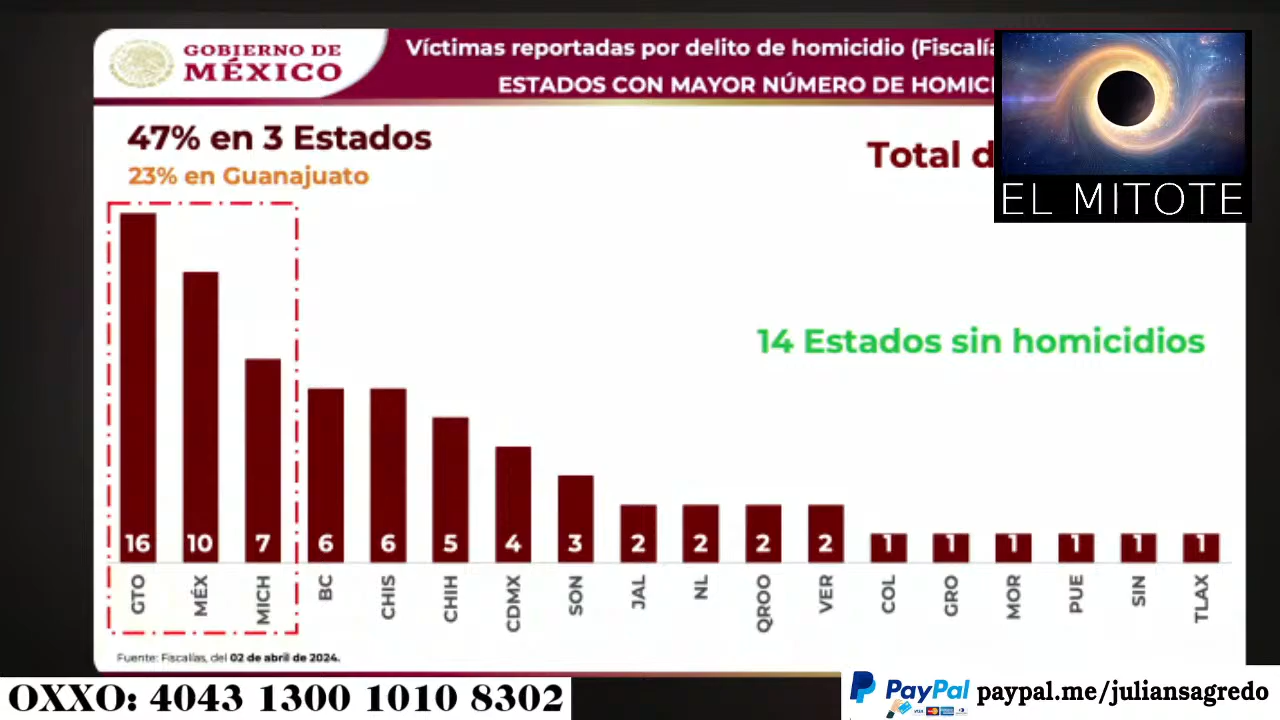 GOBIERNO DE
MÉXICO
Víctimas reportadas por delito de homicidio (Fiscalía
ESTADOS CON MAYOR NÚMERO DE
47% en 3 Estados
23% en Guanajuato
Total
EL MITOTE
14 Estados sin homicidios
16 10 7 6 6 5 4 3 2 2 2 2 1 1 1 1 1 1
GTO MÉX MICH BC CHIS CHIH CDMX SON JAL NL QROO VER COL GRO MOR PUE SIN TLAX
Fuente: Fiscalías, del 02 de abril de 2024.
OXXO: 4043 1300 1010 8302
PayPal paypal.me/juliansagredo